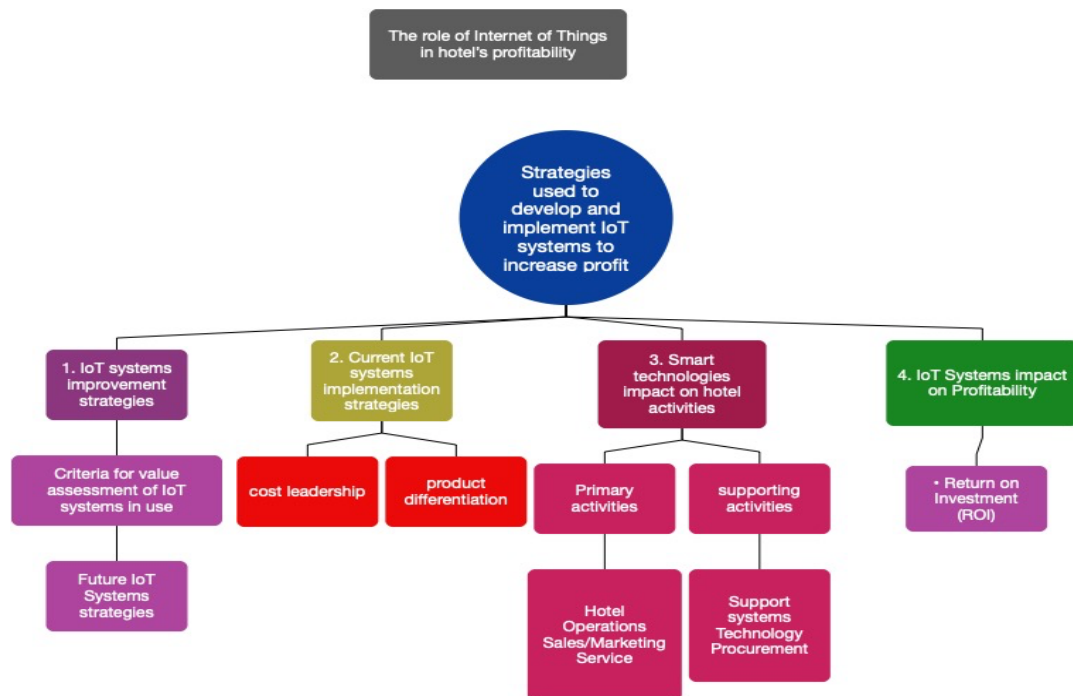 The role of Internet of Things
in hotel's profitability
Strategies
used to
develop and
implement IoT
systems to
increase profit
1. IoT systems
improvement
strategies
2. Current IoT
systems
implementation
strategies
3. Smart
technologies
impact on hotel
activities
4. IoT Systems impact
on Profitability
Criteria for value
assessment of IoT
systems in use
cost leadership
product
differentiation
Primary
activities
supporting
activities
• Return on
Investment
(ROI)
Future IoT
Systems
strategies
Hotel
Operations
Sales/Marketing
Service
Support
systems
Technology
Procurement